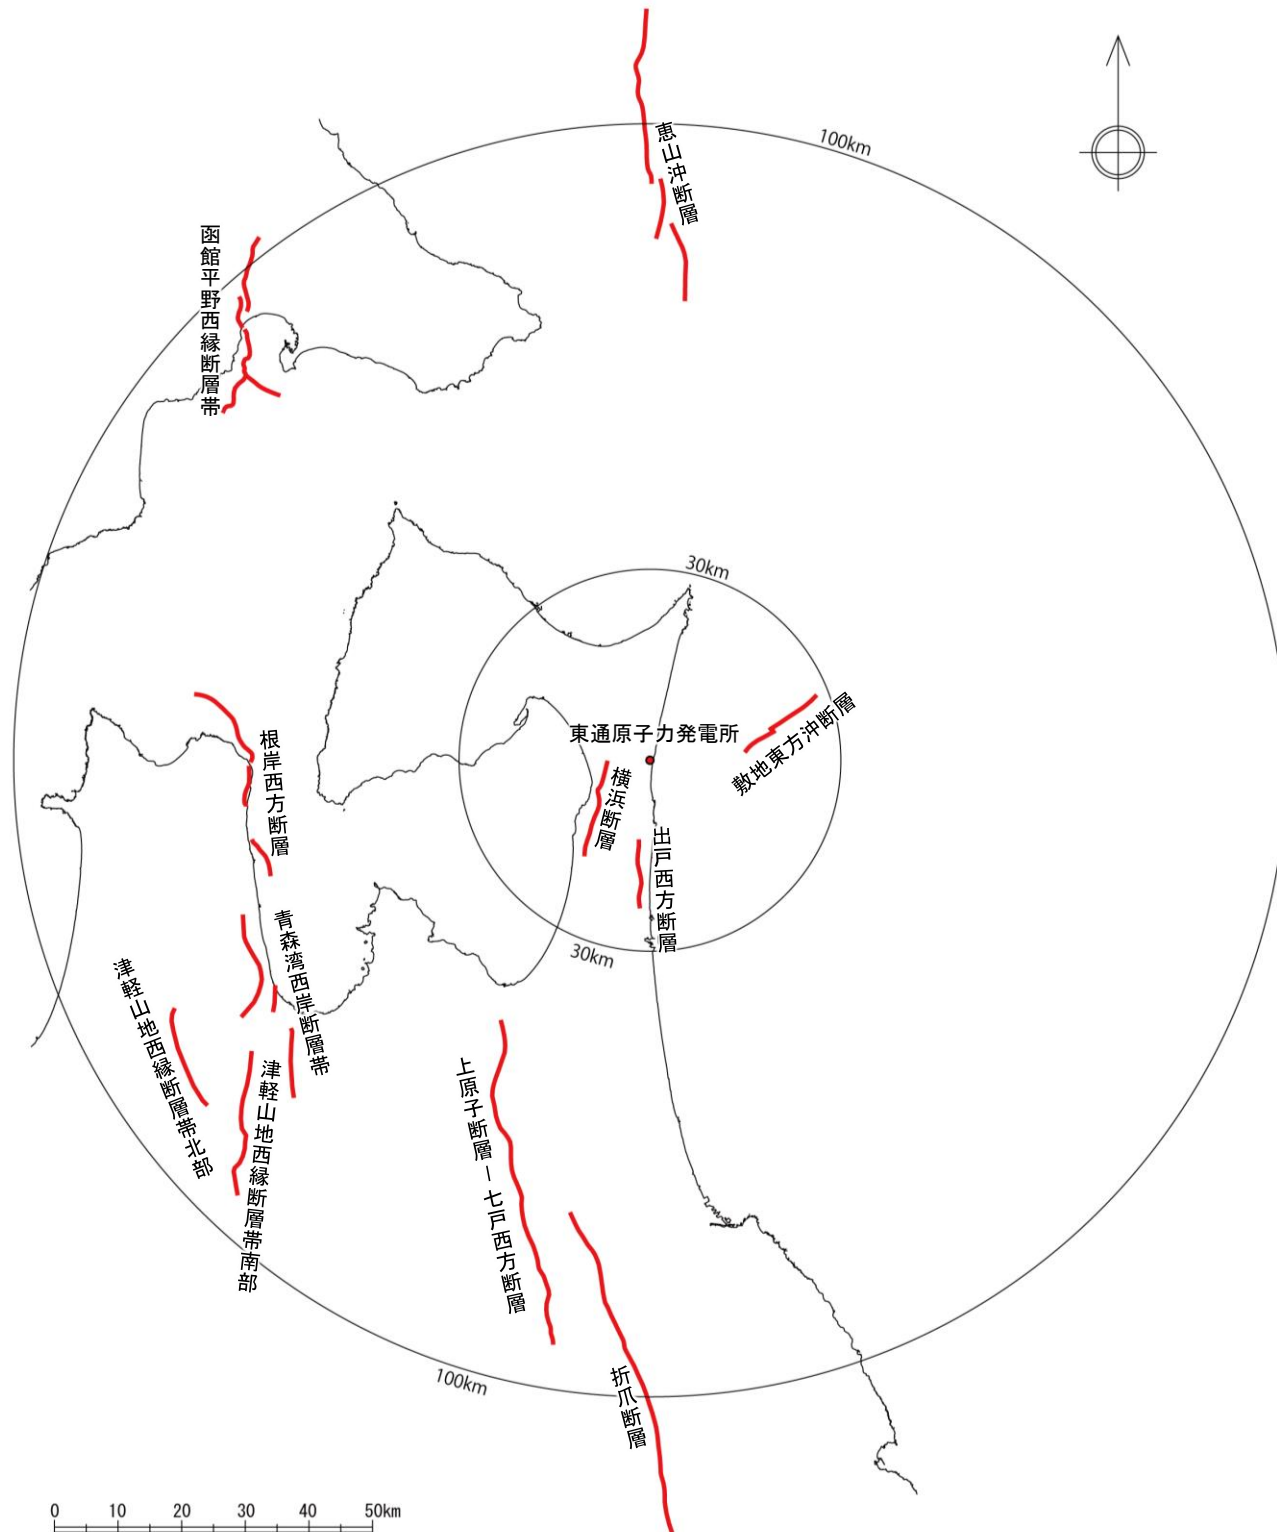 100km
恵山沖断層
函館平野西縁断層帯
30km
敷地東方沖断層
東通原子力発電所
根岸西方断層
横浜断層
出戸西方断層
青森湾西岸断層帯
30km
津軽山地西縁断層帯北部
津軽山地西縁断層帯南部
上原子断層－七戸西方断層
折爪断層
100km
0 10 20 30 40 50km